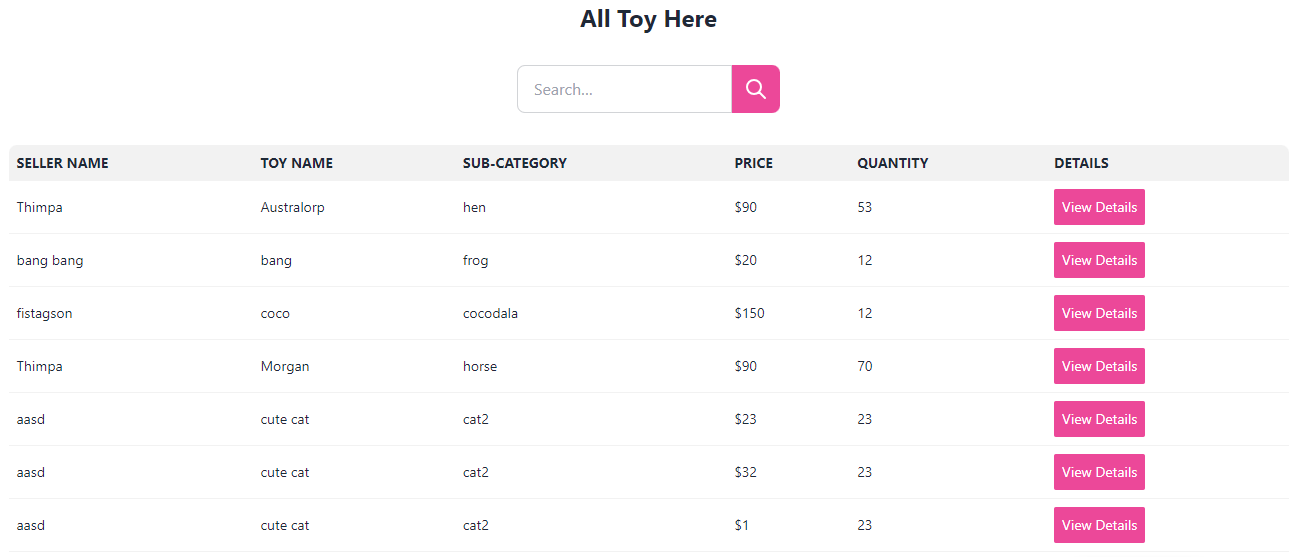 All Toy Here
Search...
SELLER NAME TOY NAME SUB-CATEGORY PRICE QUANTITY DETAILS
Thimpa Australorp hen $90 53 View Details
bang bang bang frog $20 12 View Details
fistagson coco cocodala $150 12 View Details
Thimpa Morgan horse $90 70 View Details
aasd cute cat cat2 $23 23 View Details
aasd cute cat cat2 $32 23 View Details
aasd cute cat cat2 $1 23 View Details